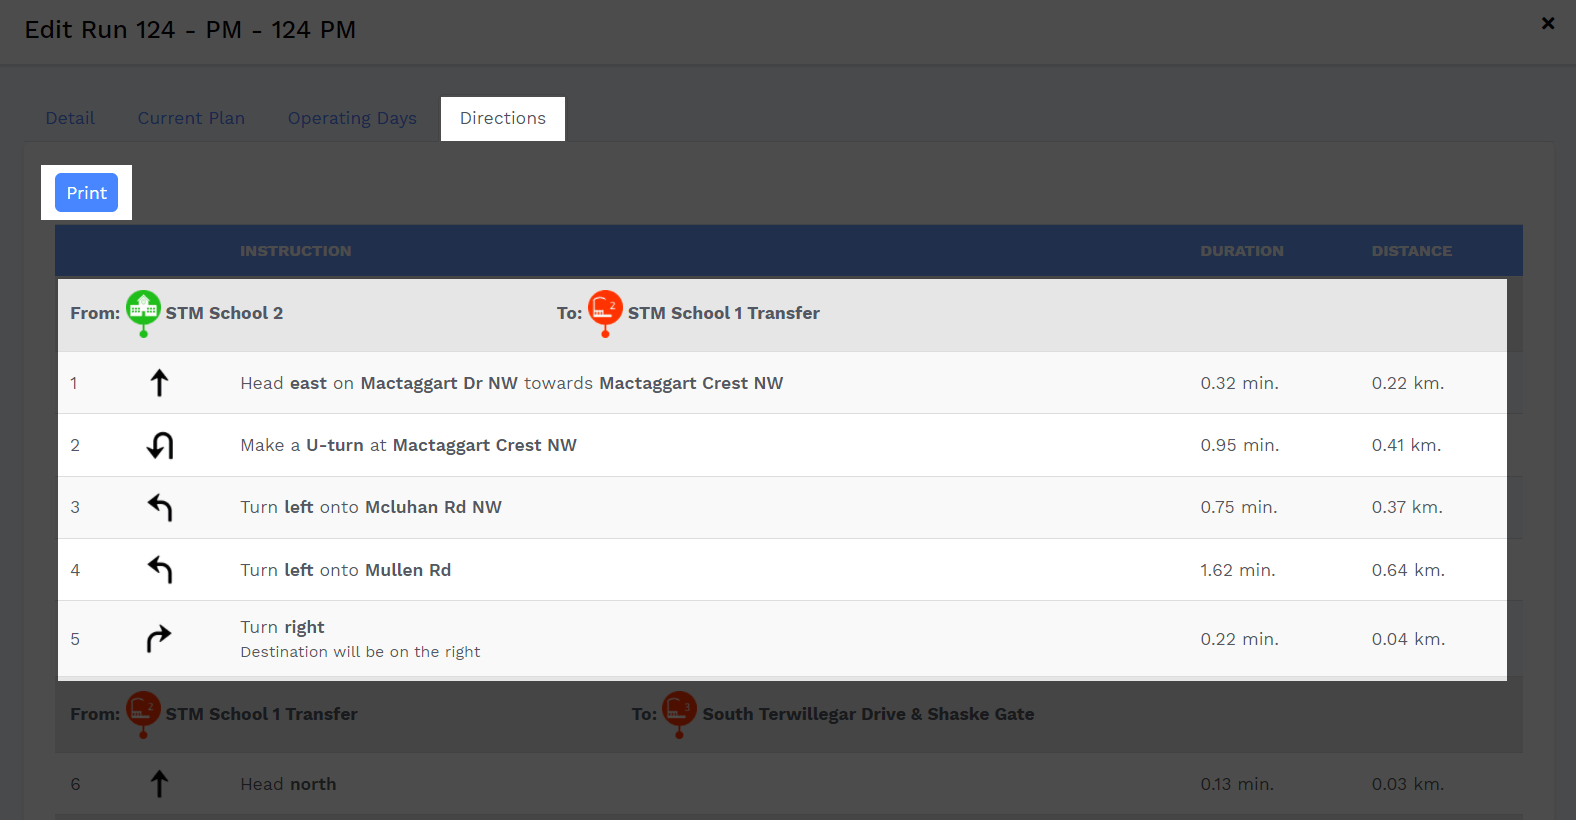 Edit Run 124 - PM - 124 PM
Detail Current Plan Operating Days Directions
Print
INSTRUCTION DURATION DISTANCE
From: STM School 2 To: 2 STM School 1 Transfer
1 Head east on Mactaggart Dr NW towards Mactaggart Crest NW 0.32 min. 0.22 km.
2 Make a U-turn at Mactaggart Crest NW 0.95 min. 0.41 km.
3 Turn left onto Mcluhan Rd NW 0.75 min. 0.37 km.
4 Turn left onto Mullen Rd 1.62 min. 0.64 km.
5 Turn right 0.22 min. 0.04 km.
Destination will be on the right
From: 2 STM School 1 Transfer To: 3 South Terwillegar Drive & Shaske Gate
6 Head north 0.13 min. 0.03 km.